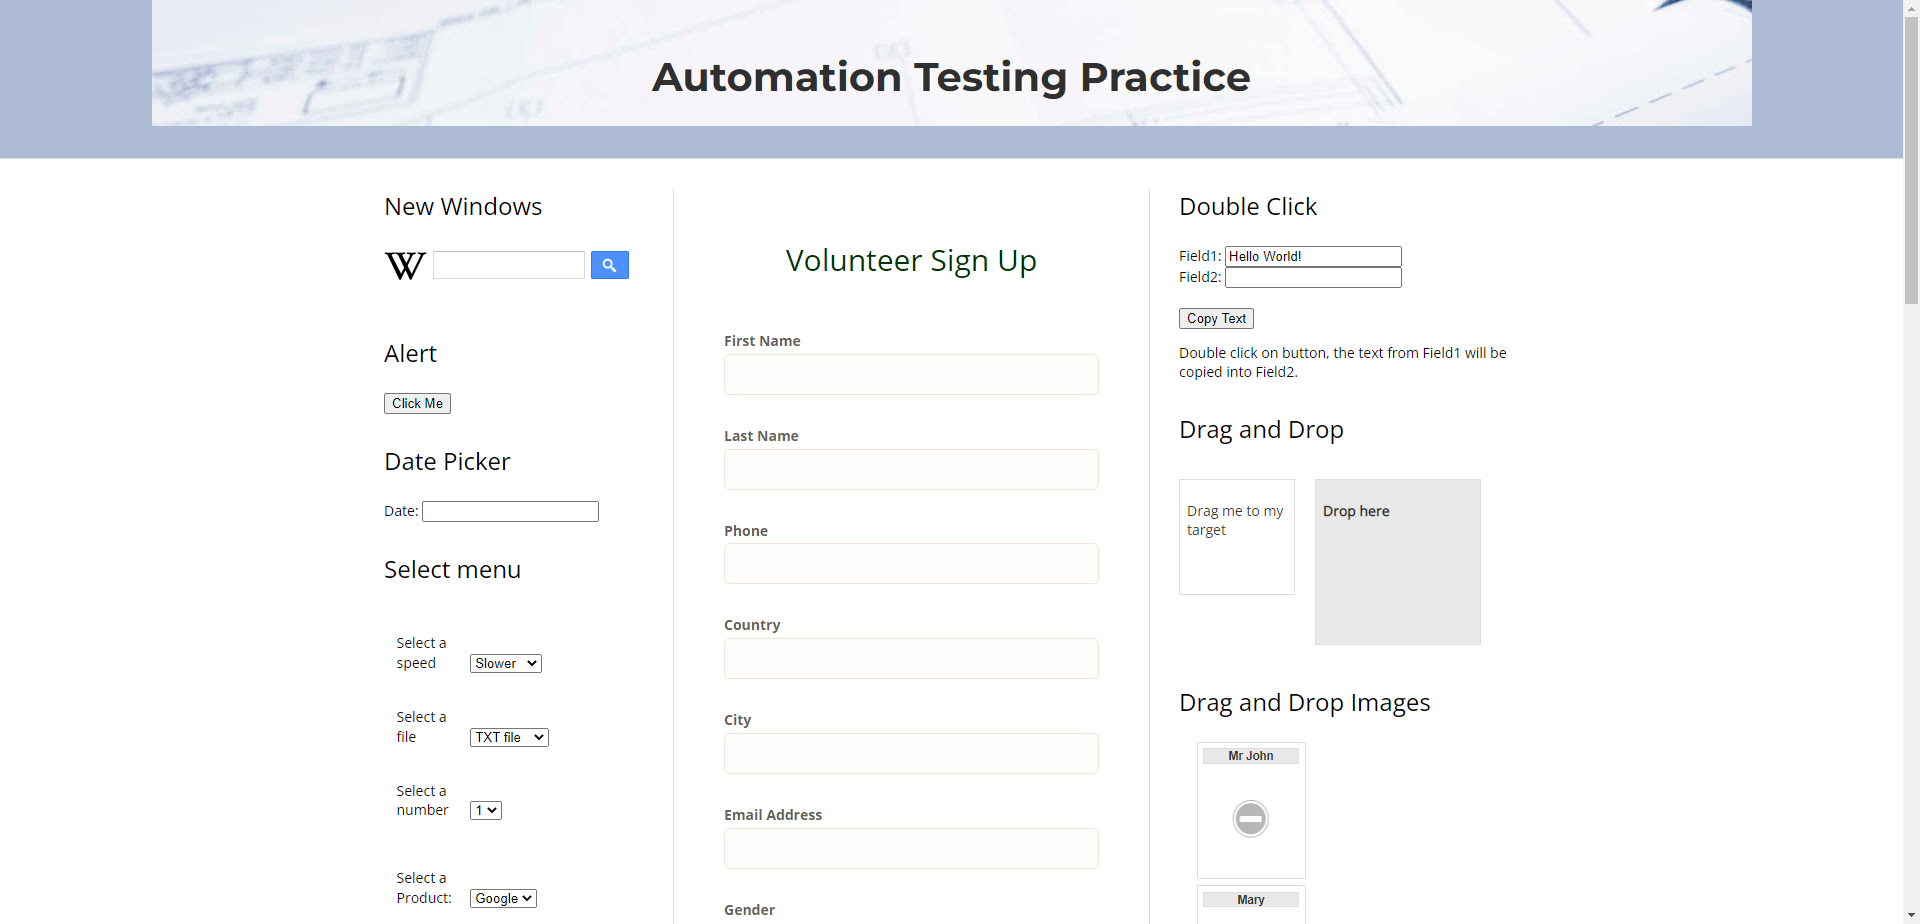 Automation Testing Practice
New Windows
W
Alert
Click Me
Date Picker
Date:
Select menu
Select a
speed
Slower
Select a
file
TXT file
Select a
number
1
Select a
Product:
Google
Volunteer Sign Up
First Name
Last Name
Phone
Country
City
Email Address
Gender
Double Click
Field1: Hello World!
Field2:
Copy Text
Double click on button, the text from Field1 will be
copied into Field2.
Drag and Drop
Drag me to my
target
Drop here
Drag and Drop Images
Mr John
Mary